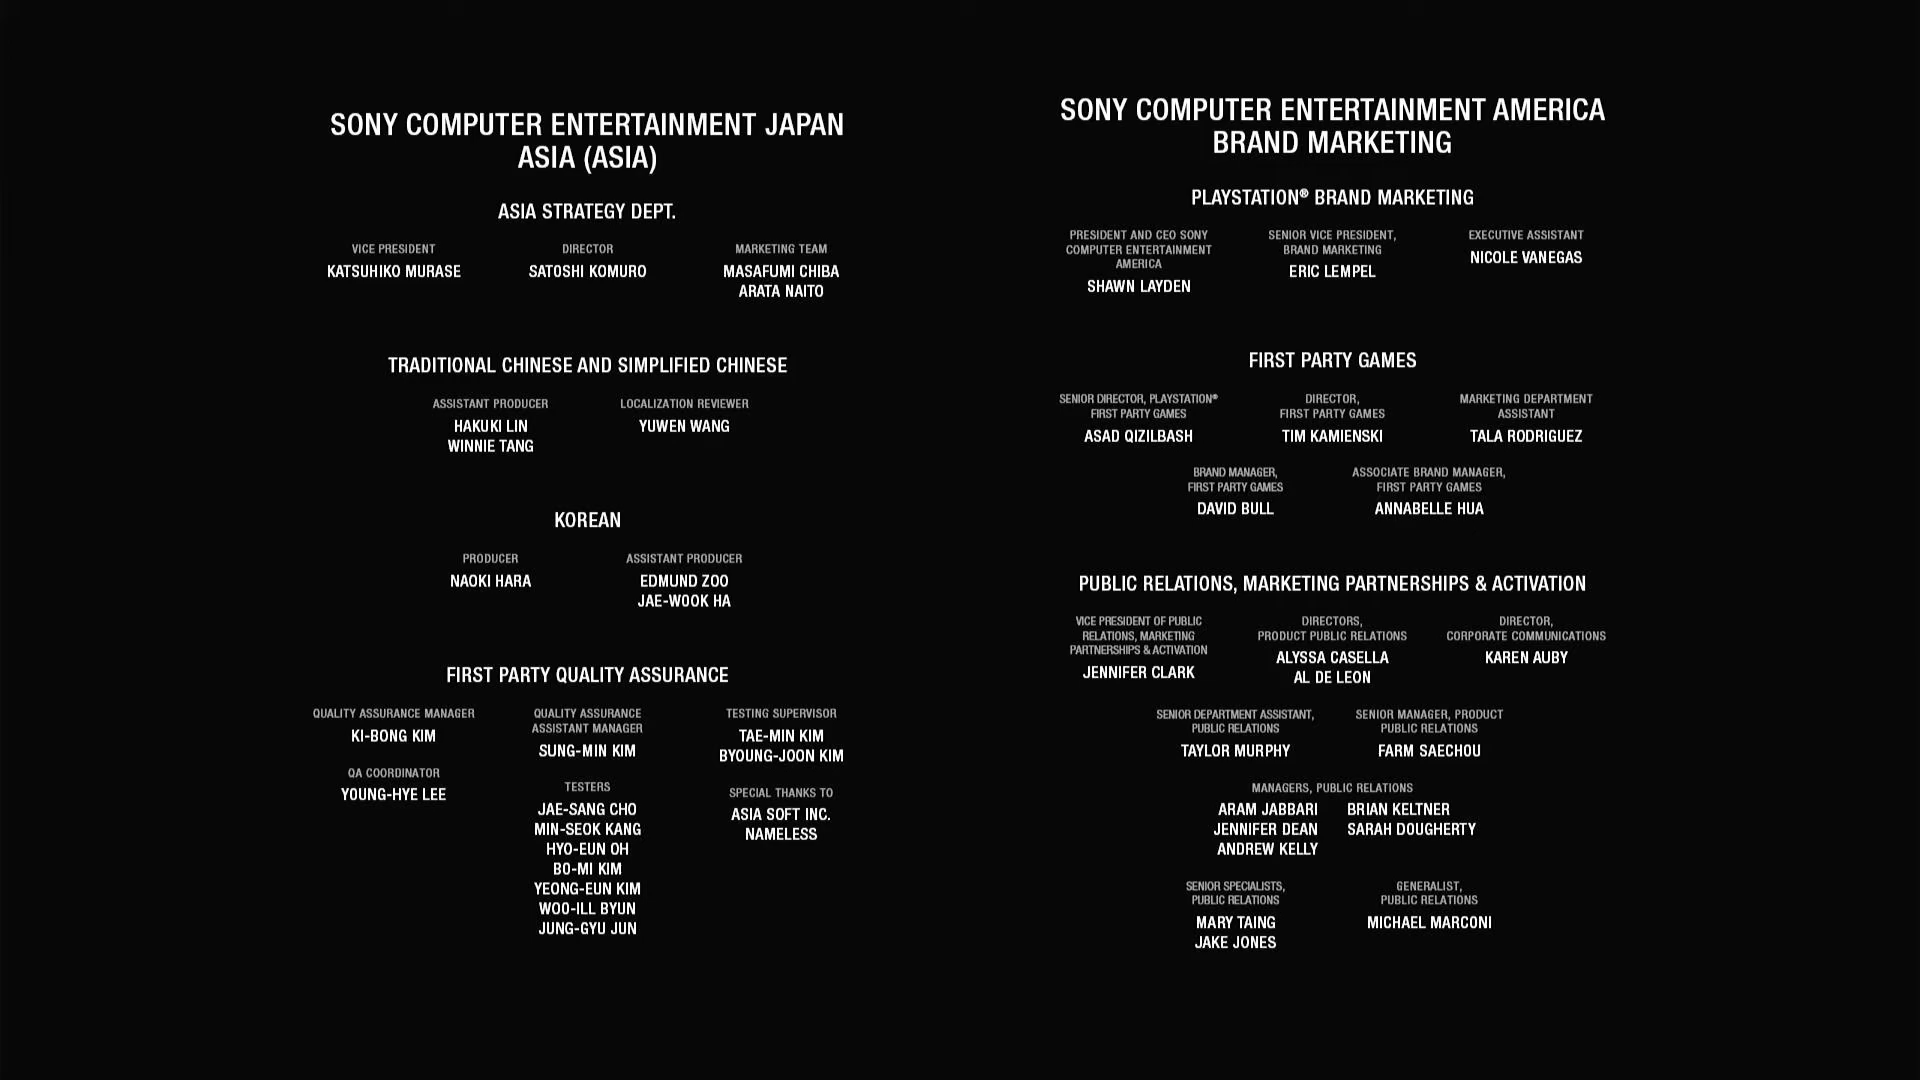 SONY COMPUTER ENTERTAINMENT JAPAN
ASIA (ASIA)
ASIA STRATEGY DEPT.
VICE PRESIDENT
KATSUHIKO MURASE
DIRECTOR
SATOSHI KOMURO
MARKETING TEAM
MASAFUMI CHIBA
ARATA NAITO
TRADITIONAL CHINESE AND SIMPLIFIED CHINESE
ASSISTANT PRODUCER
HAKUKI LIN
WINNIE TANG
LOCALIZATION REVIEWER
YUWEN WANG
KOREAN
PRODUCER
NAOKI HARA
ASSISTANT PRODUCER
EDMUND ZOO
JAE-WOOK HA
FIRST PARTY QUALITY ASSURANCE
QUALITY ASSURANCE MANAGER
KI-BONG KIM
QA COORDINATOR
YOUNG-HYE LEE
QUALITY ASSURANCE
ASSISTANT MANAGER
SUNG-MIN KIM
TESTERS
JAE-SANG CHO
MIN-SEOK KANG
HYO-EUN OH
BO-MI KIM
YEONG-EUN KIM
WOO-ILL BYUN
JUNG-GYU JUN
TESTING SUPERVISOR
TAE-MIN KIM
BYOUNG-JOON KIM
SPECIAL THANKS TO
ASIA SOFT INC.
NAMELESS
SONY COMPUTER ENTERTAINMENT AMERICA
BRAND MARKETING
PLAYSTATION® BRAND MARKETING
PRESIDENT AND CEO SONY
COMPUTER ENTERTAINMENT
AMERICA
SHAWN LAYDEN
SENIOR VICE PRESIDENT,
BRAND MARKETING
ERIC LEMPEL
EXECUTIVE ASSISTANT
NICOLE VANEGAS
FIRST PARTY GAMES
SENIOR DIRECTOR, PLAYSTATION®
FIRST PARTY GAMES
ASAD QIZILBASH
DIRECTOR,
FIRST PARTY GAMES
TIM KAMIENSKI
MARKETING DEPARTMENT
ASSISTANT
TALA RODRIGUEZ
BRAND MANAGER,
FIRST PARTY GAMES
DAVID BULL
ASSOCIATE BRAND MANAGER,
FIRST PARTY GAMES
ANNABELLE HUA
PUBLIC RELATIONS, MARKETING PARTNERSHIPS & ACTIVATION
VICE PRESIDENT OF PUBLIC
RELATIONS, MARKETING
PARTNERSHIPS & ACTIVATION
JENNIFER CLARK
DIRECTORS,
PRODUCT PUBLIC RELATIONS
ALYSSA CASELLA
AL DE LEON
DIRECTOR,
CORPORATE COMMUNICATIONS
KAREN AUBY
SENIOR DEPARTMENT ASSISTANT,
PUBLIC RELATIONS
TAYLOR MURPHY
SENIOR MANAGER, PRODUCT
PUBLIC RELATIONS
FARM SAECHOU
MANAGERS, PUBLIC RELATIONS
ARAM JABBARI
JENNIFER DEAN
ANDREW KELLY
BRIAN KELTNER
SARAH DOUGHERTY
SENIOR SPECIALISTS,
PUBLIC RELATIONS
MARY TAING
JAKE JONES
GENERALIST,
PUBLIC RELATIONS
MICHAEL MARCONI